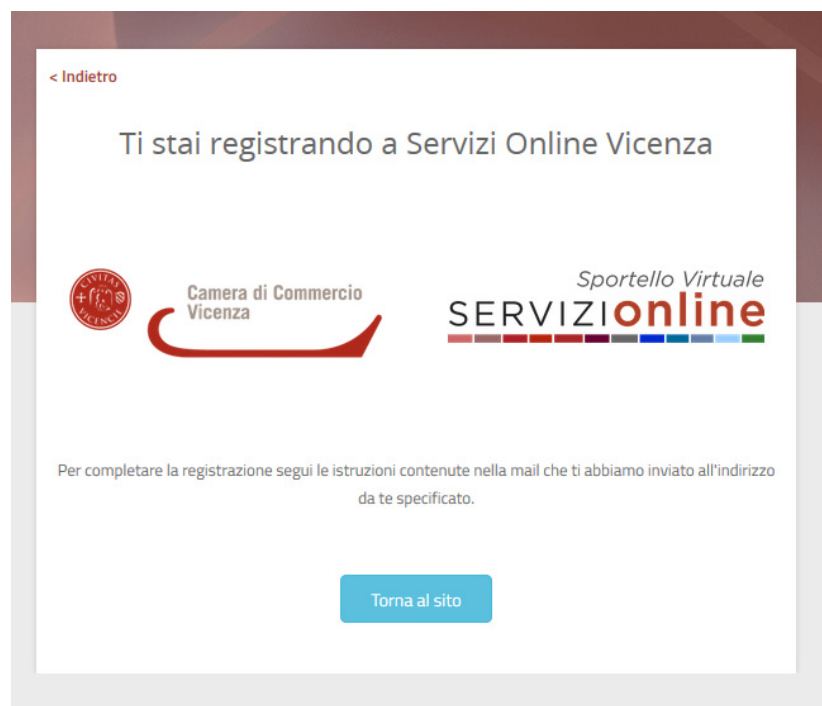 < Indietro
Ti stai registrando a Servizi Online Vicenza
CIVITAS
VICENCIE
Camera di Commercio
Vicenza
Sportello Virtuale
SERVIZIonline
Per completare la registrazione segui le istruzioni contenute nella mail che ti abbiamo inviato all'indirizzo
da te specificato.
Torna al sito